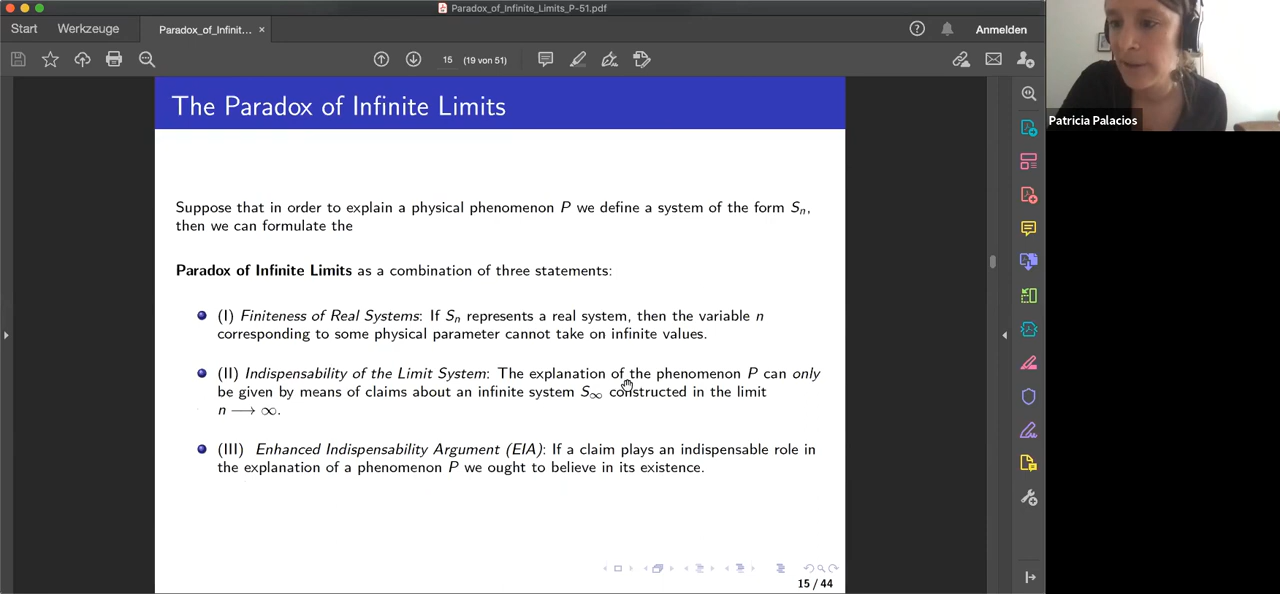 Paradox_of_Infinite_Limits_P-51.pdf
Start Werkzeuge Paradox_of_Infinit... × Anmelden
15 (19 von 51)
Patricia Palacios
The Paradox of Infinite Limits
Suppose that in order to explain a physical phenomenon P we define a system of the form Sₙ,
then we can formulate the
Paradox of Infinite Limits as a combination of three statements:
(I) Finiteness of Real Systems: If Sₙ represents a real system, then the variable n
corresponding to some physical parameter cannot take on infinite values.
(II) Indispensability of the Limit System: The explanation of the phenomenon P can only
be given by means of claims about an infinite system S∞ constructed in the limit
n ⟶ ∞.
(III) Enhanced Indispensability Argument (EIA): If a claim plays an indispensable role in
the explanation of a phenomenon P we ought to believe in its existence.
15 / 44